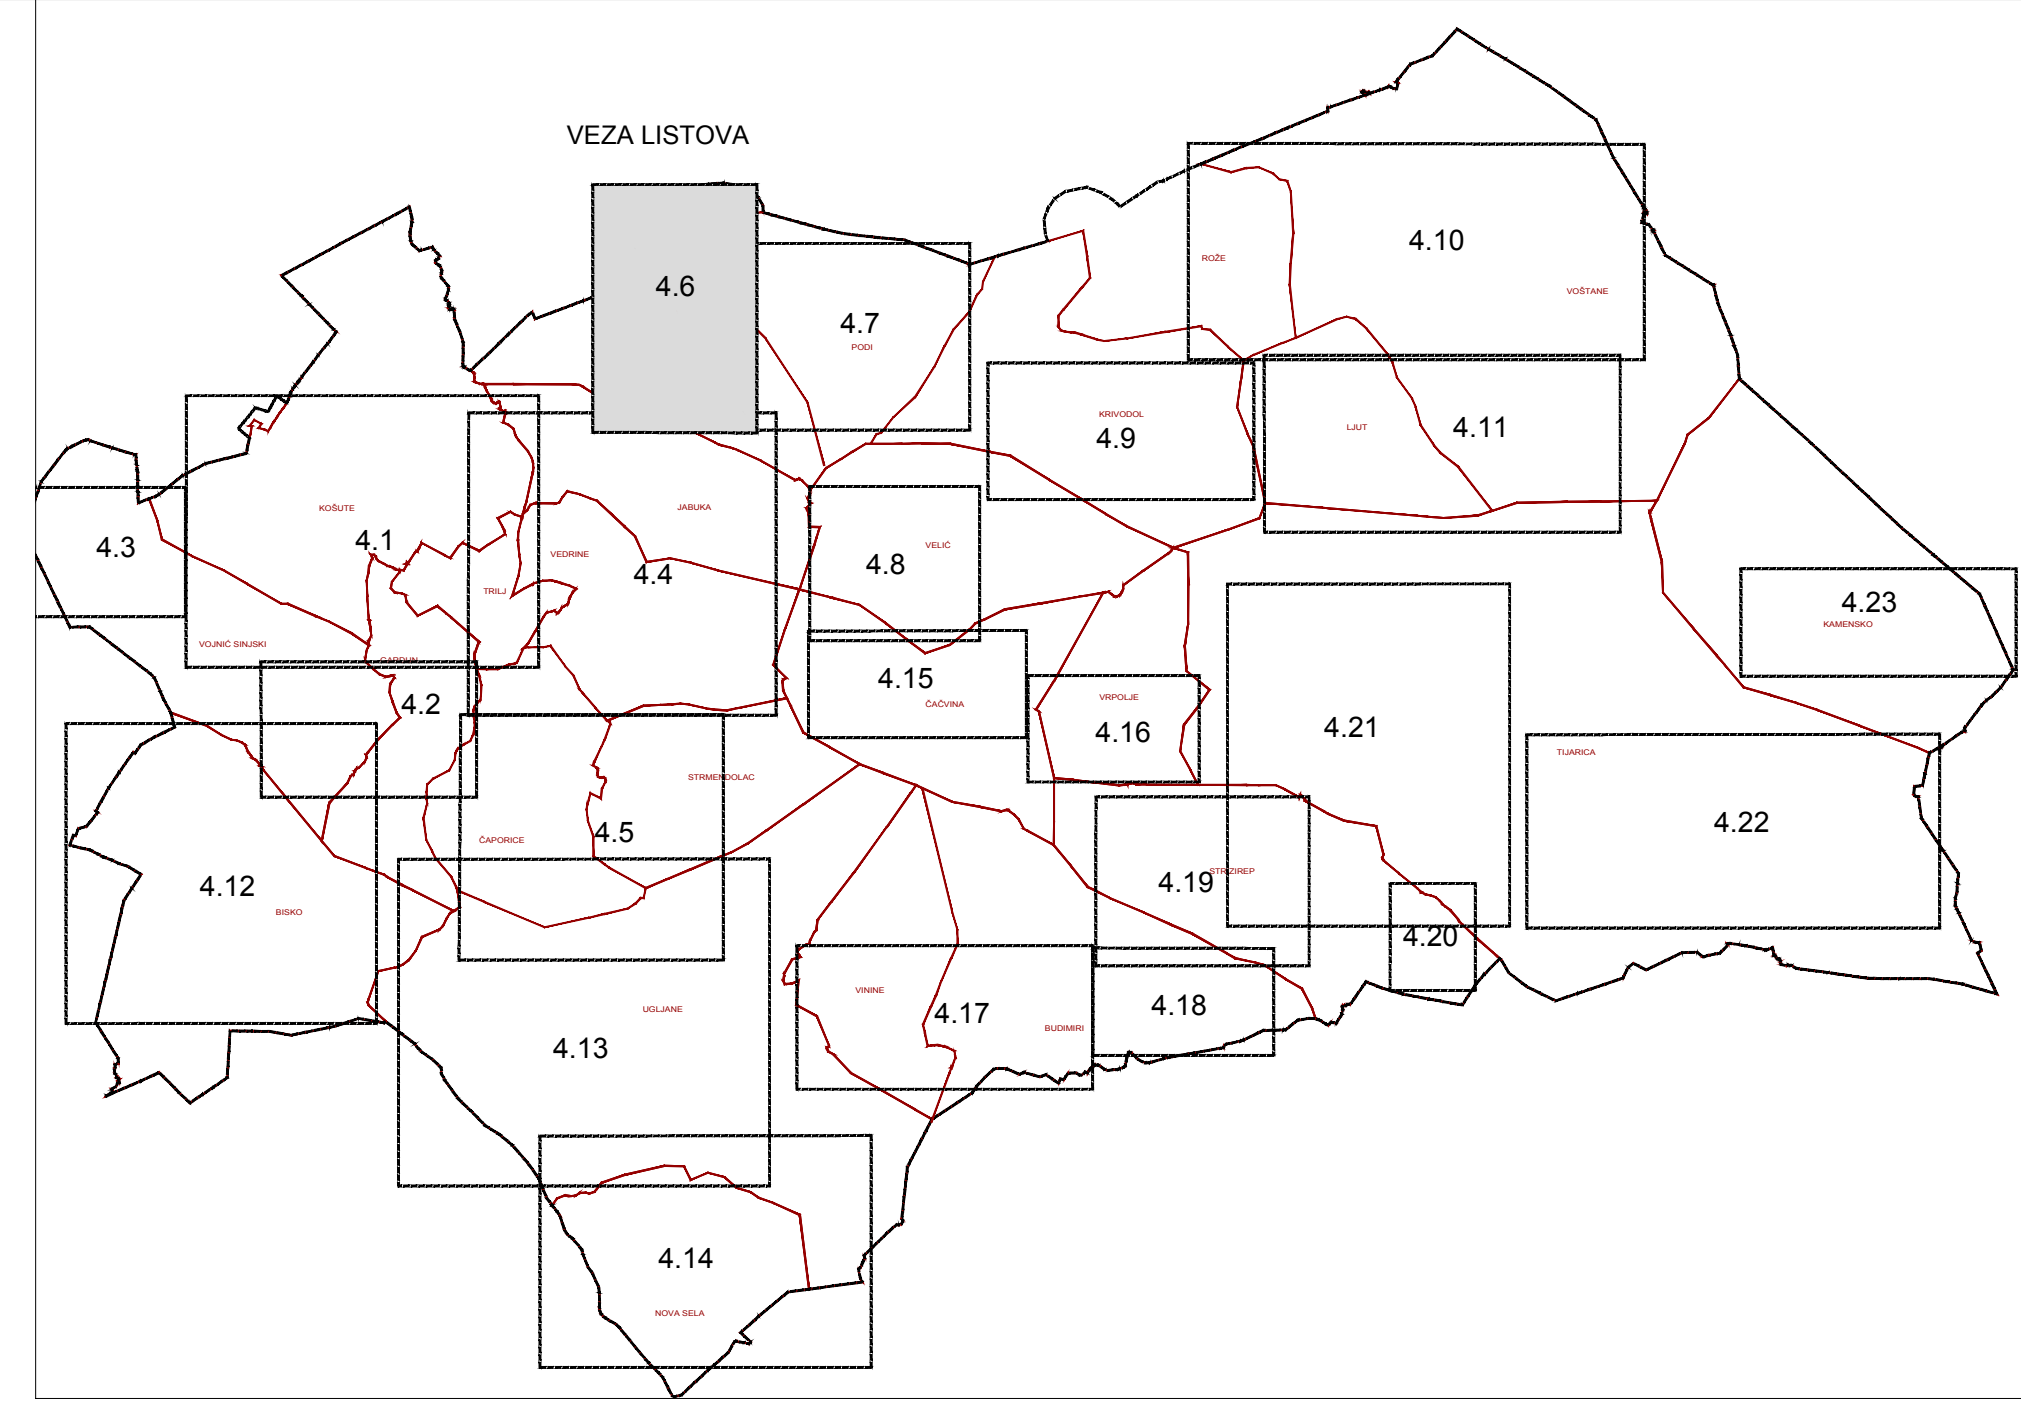 VEZA LISTOVA
4.6
4.10
ROŽE
VOŠTANE
4.7
PODI
KRIVODOL
4.9
LJUT
4.11
KOŠUTE
4.1
JABUKA
VEDRINE
4.4
TRILJ
4.3
VELIĆ
4.8
4.23
KAMENSKO
VOJNIĆ SINJSKI
GARDUN
4.2
4.15
ČAČVINA
VRPOLJE
4.16
4.21
TIJARICA
4.22
STRMENDOLAC
4.5
ČAPORICE
4.12
BISKO
4.19
STRIZIREP
4.20
UGLJANE
4.13
VININE
4.17
BUDIMIRI
4.18
4.14
NOVA SELA